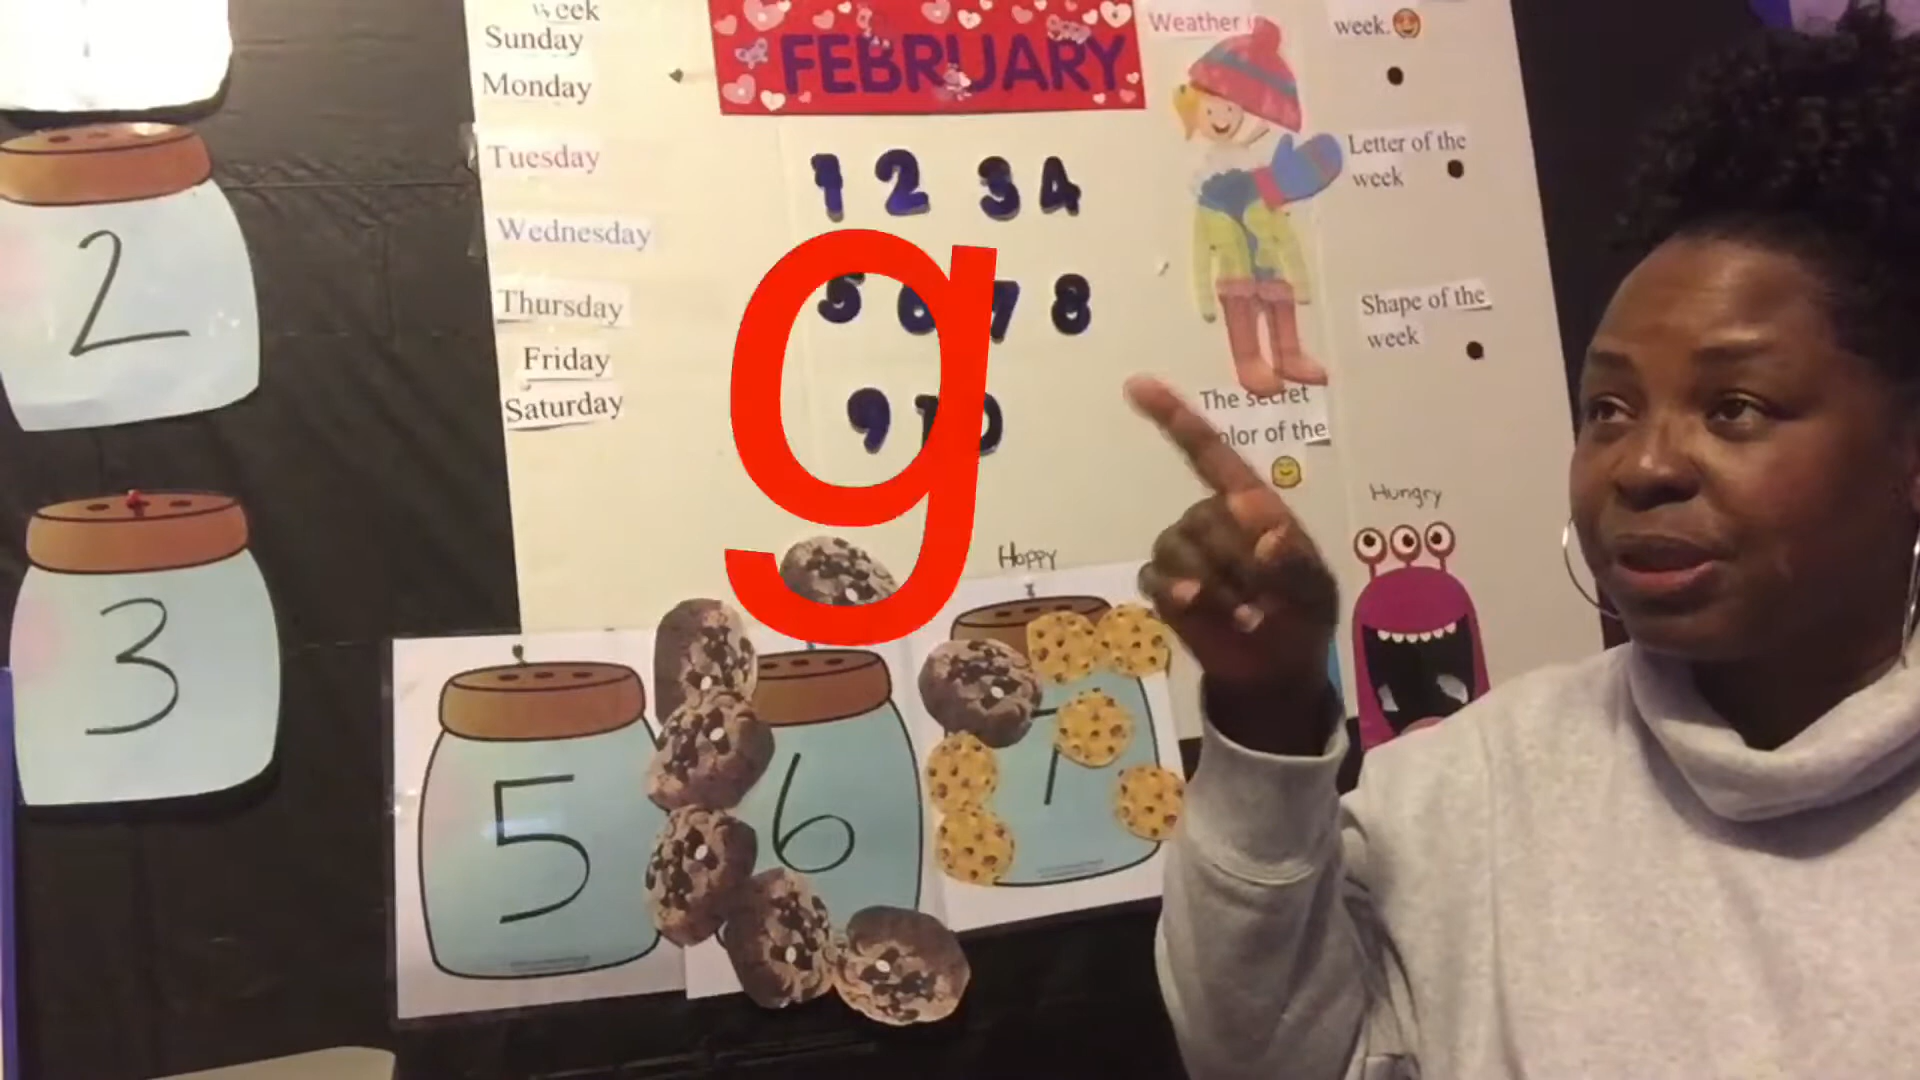 week
Sunday
Monday
Tuesday
Wednesday
Thursday
Friday
Saturday
FEBRUARY
1 2 3 4
5 6 7 8
9 10
g
Weather
week.
Letter of the
week
Shape of the
week
The secret
color of the
Hungry
Happy
2
3
5
6
7